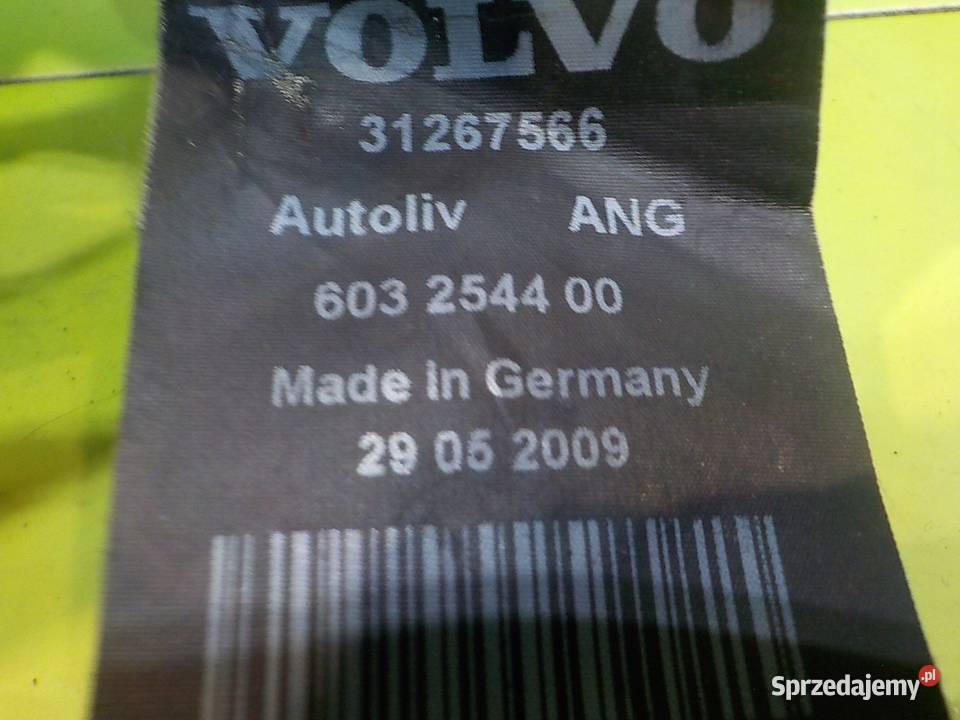 VOLVO
31267566
Autoliv ANG
603 2544 00
Made in Germany
29 05 2009
Sprzedajemy.pl